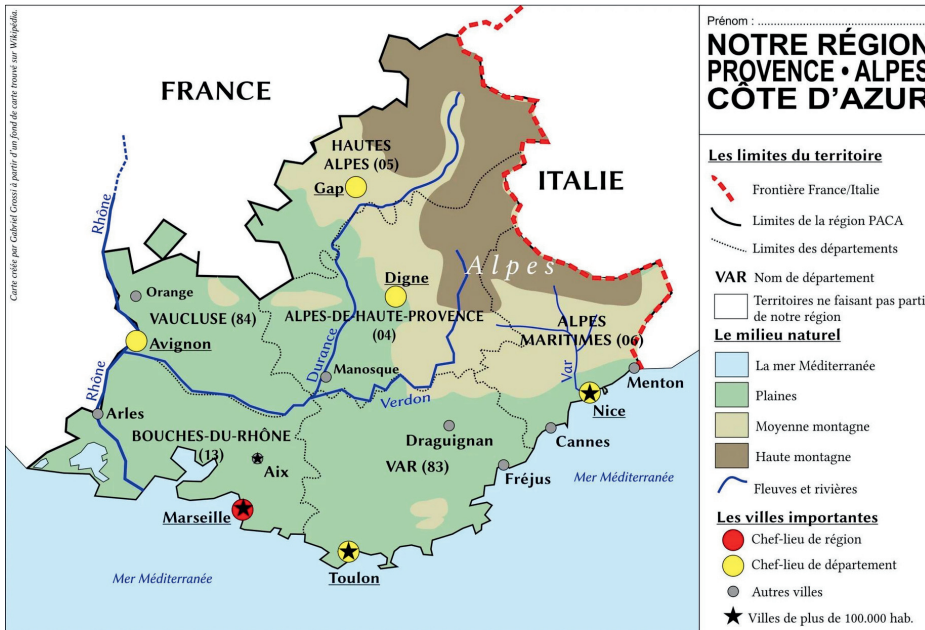 Carte créée par Gabriel Grossi à partir d'un fond de carte trouvé sur Wikipédia.
FRANCE
ITALIE
HAUTES
ALPES (05)
Gap
Rhône
Alpes
Orange
Digne
VAUCLUSE (84)
ALPES-DE-HAUTE-PROVENCE
(04)
ALPES
MARITIMES (06)
Avignon
Durance
Var
Manosque
Menton
Rhône
Verdon
Nice
Arles
BOUCHES-DU-RHÔNE
(13)
Draguignan
Cannes
Aix
VAR (83)
Fréjus
Mer Méditerranée
Marseille
Toulon
Mer Méditerranée
Prénom : ..............................................
NOTRE RÉGION
PROVENCE • ALPES
CÔTE D'AZUR
Les limites du territoire
Frontière France/Italie
Limites de la région PACA
Limites des départements
VAR Nom de département
Territoires ne faisant pas parti
de notre région
Le milieu naturel
La mer Méditerranée
Plaines
Moyenne montagne
Haute montagne
Fleuves et rivières
Les villes importantes
Chef-lieu de région
Chef-lieu de département
Autres villes
Villes de plus de 100.000 hab.